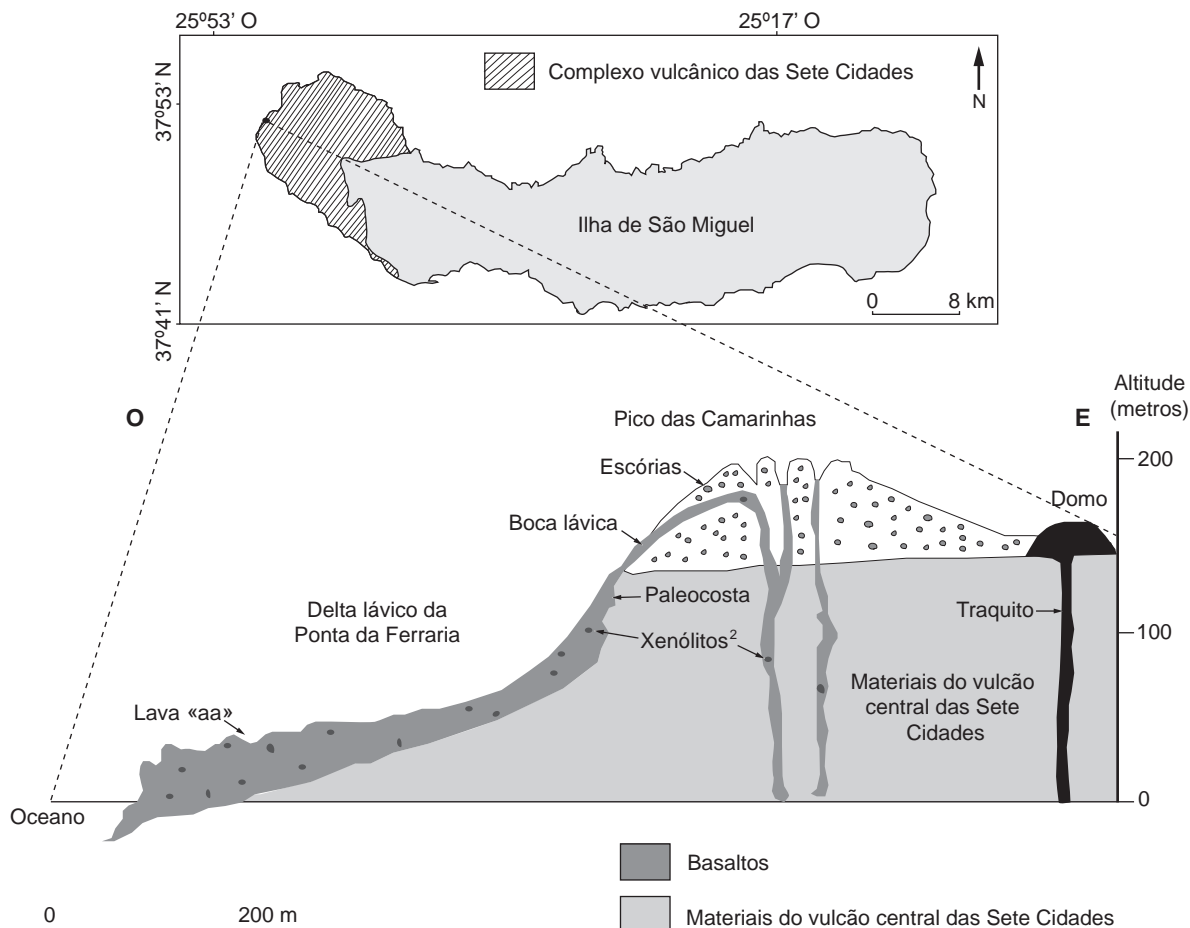 25º53’ O
25º17’ O
37º53’ N
37º41’ N
Complexo vulcânico das Sete Cidades
N
Ilha de São Miguel
0
8 km
O
E
Altitude
(metros)
Pico das Camarinhas
200
Escórias
Domo
Boca lávica
Paleocosta
Traquito
Delta lávico da
Ponta da Ferraria
Xenólitos2
100
Materiais do vulcão
central das Sete
Cidades
Lava «aa»
0
Oceano
Basaltos
0
200 m
Materiais do vulcão central das Sete Cidades